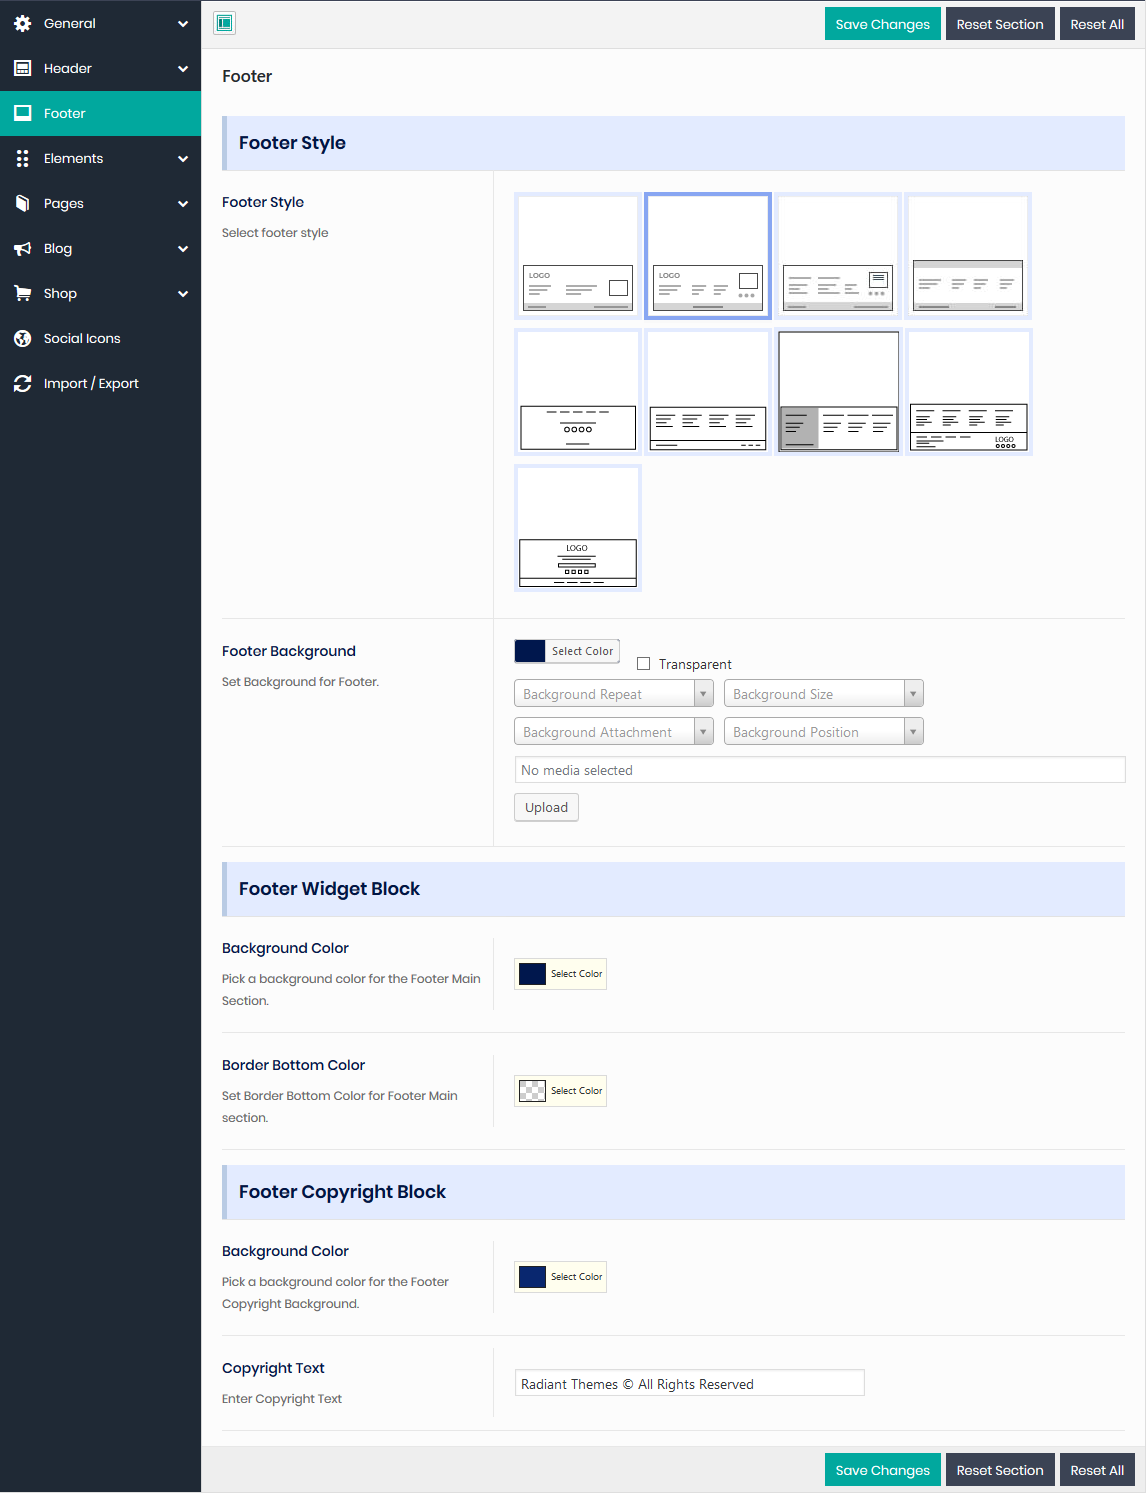 General
Header
Footer
Elements
Pages
Blog
Shop
Social Icons
Import / Export
Save Changes Reset Section Reset All
Footer
Footer Style
Footer Style
Select footer style
LOGO
LOGO
LOGO
LOGO
Footer Background
Set Background for Footer.
Select Color
Transparent
Background Repeat Background Size
Background Attachment Background Position
No media selected
Upload
Footer Widget Block
Background Color
Pick a background color for the Footer Main
Section.
Select Color
Border Bottom Color
Set Border Bottom Color for Footer Main
section.
Select Color
Footer Copyright Block
Background Color
Pick a background color for the Footer
Copyright Background.
Select Color
Copyright Text
Enter Copyright Text
Radiant Themes © All Rights Reserved
Save Changes Reset Section Reset All